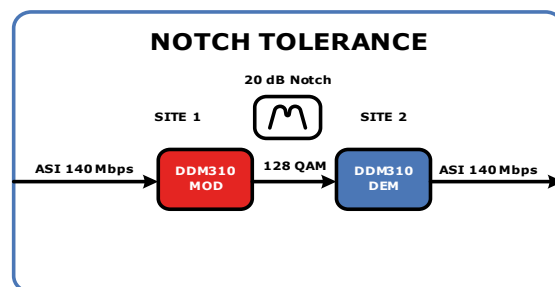 NOTCH TOLERANCE
20 dB Notch
SITE 1
SITE 2
ASI 140 Mbps
DDM310
MOD
128 QAM
DDM310
DEM
ASI 140 Mbps